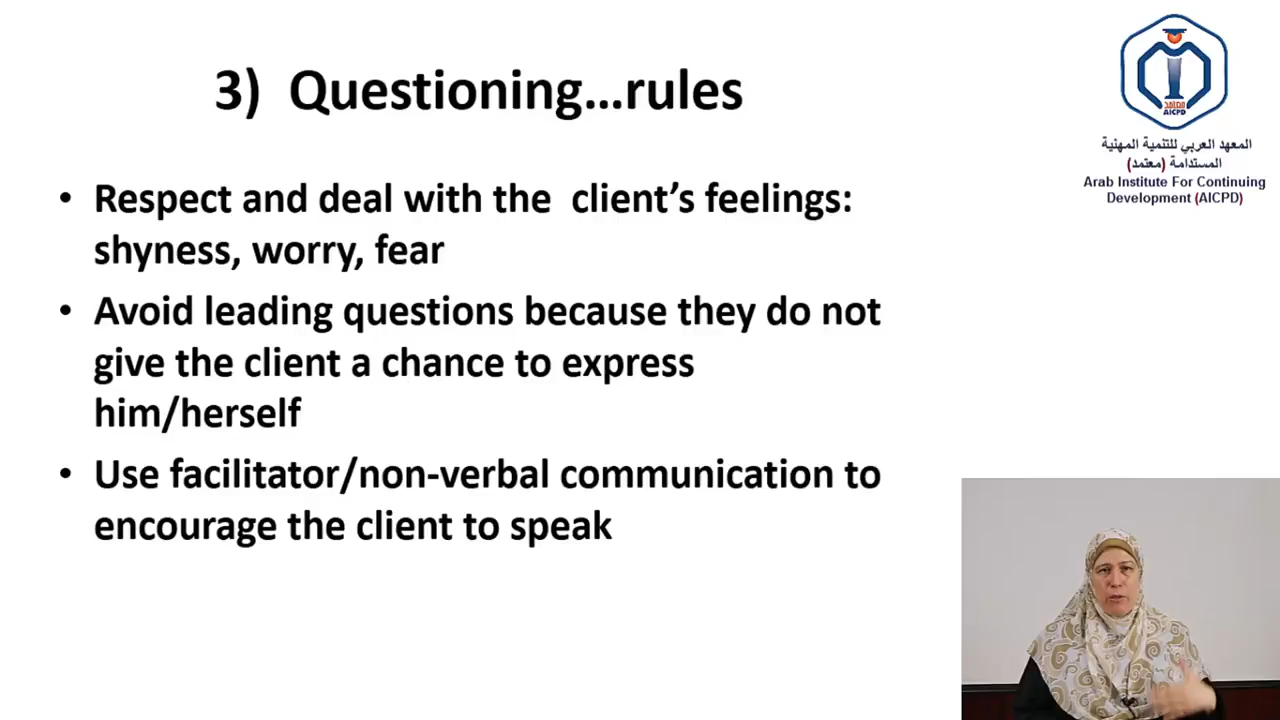 3) Questioning...rules
• Respect and deal with the client's feelings:
shyness, worry, fear
• Avoid leading questions because they do not
give the client a chance to express
him/herself
• Use facilitator/non-verbal communication to
encourage the client to speak
معتمد
AICPD
المعهد العربي للتنمية المهنية
المستدامة (معتمد)
Arab Institute For Continuing
Development (AICPD)